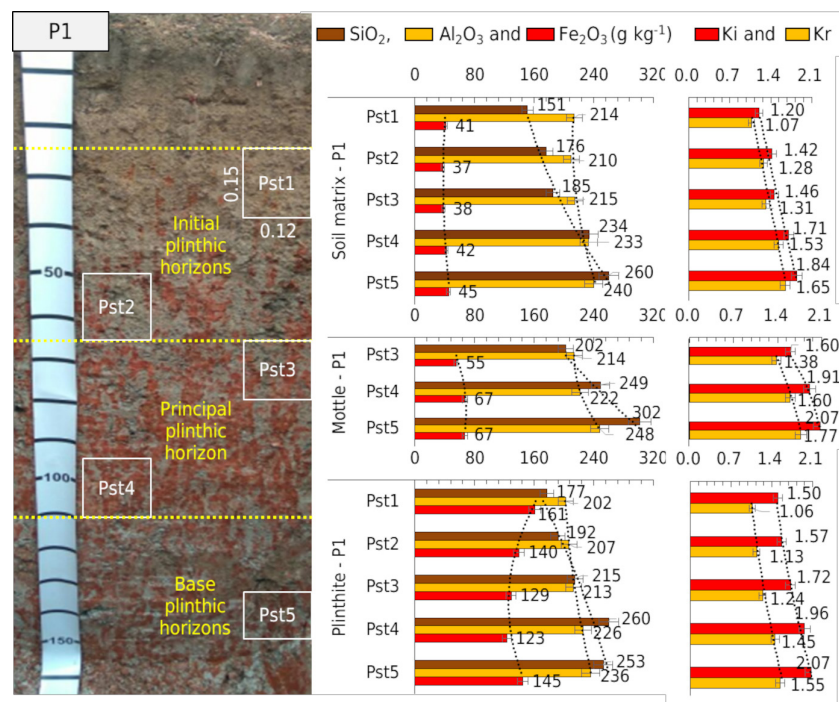 P1
SiO₂, Al₂O₃ and Fe₂O₃ (g kg⁻¹) Ki and Kr
0 80 160 240 320 0.0 0.7 1.4 2.1
Soil matrix - P1
Pst1 151 214 41 1.20 1.07
Pst2 176 210 37 1.42 1.28
Pst3 185 215 38 1.46 1.31
Pst4 234 233 42 1.71 1.53
Pst5 260 240 45 1.84 1.65
0 80 160 240 320 0.0 0.7 1.4 2.1
Mottle - P1
Pst3 202 214 55 1.60 1.38
Pst4 249 222 67 1.91 1.60
Pst5 302 248 67 2.07 1.77
0 80 160 240 320 0.0 0.7 1.4 2.1
Plinthite - P1
Pst1 177 202 161 1.50 1.06
Pst2 192 207 140 1.57 1.13
Pst3 215 213 129 1.72 1.24
Pst4 260 226 123 1.96 1.45
Pst5 253 236 145 2.07 1.55
0.15
Pst1
0.12
Initial
plinthic
horizons
50
Pst2
Pst3
Principal
plinthic
horizon
100
Pst4
Base
plinthic
horizons
Pst5
150